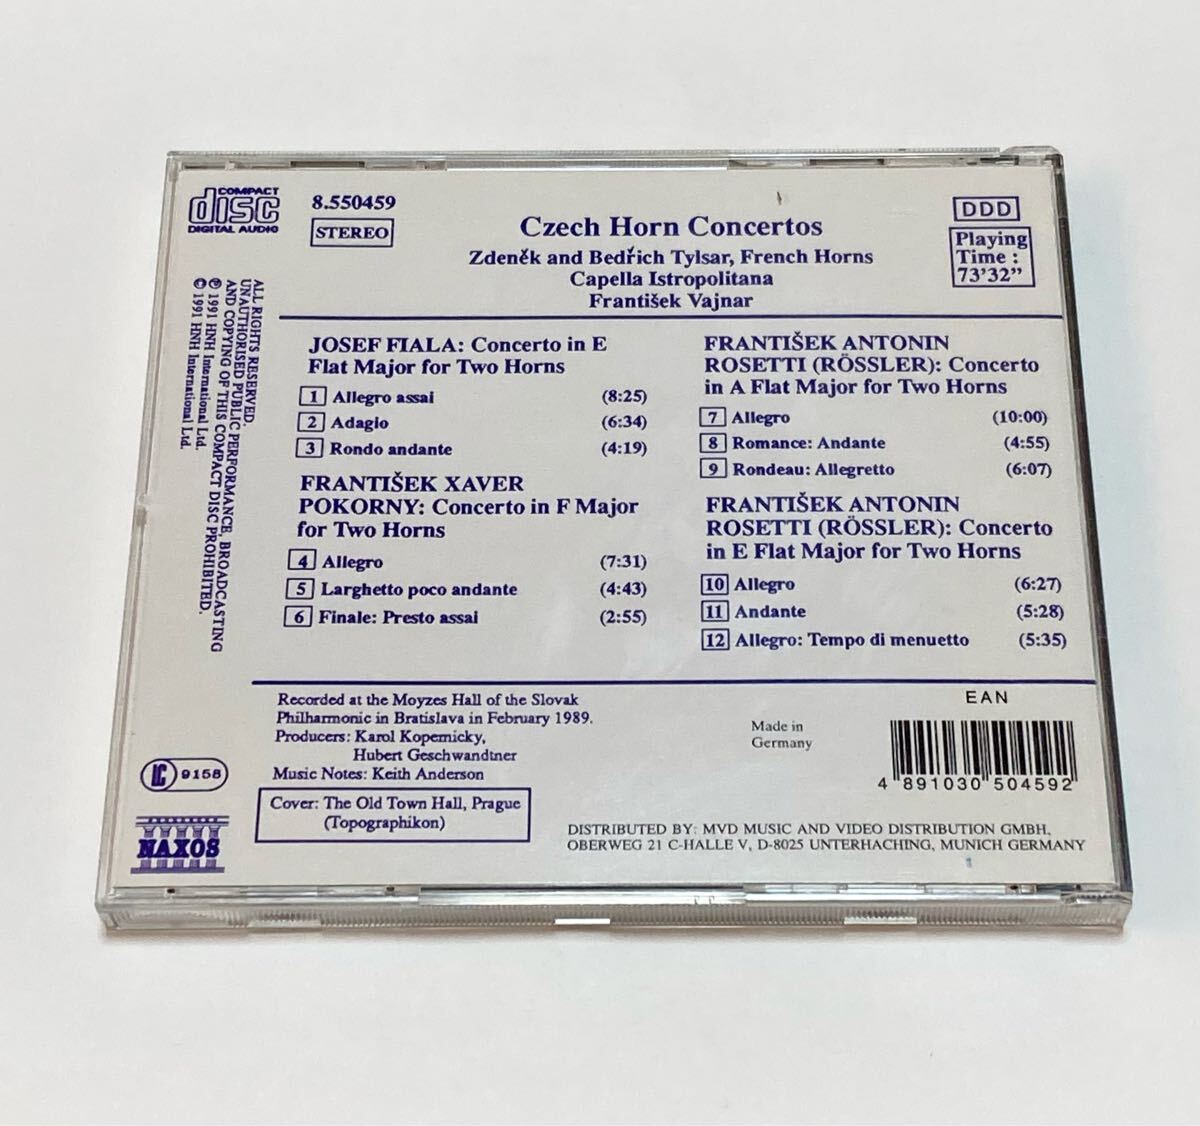 COMPACT
disc
DIGITAL AUDIO
8.550459
STEREO
Czech Horn Concertos
Zdeněk and Bedřich Tylsar, French Horns
Capella Istropolitana
František Vajnar
DDD
Playing
Time :
73'32"
ALL RIGHTS RESERVED.
UNAUTHORISED PUBLIC PERFORMANCE, BROADCASTING
AND COPYING OF THIS COMPACT DISC PROHIBITED.
℗ 1991 HNH International Ltd.
© 1991 HNH International Ltd.
JOSEF FIALA: Concerto in E
Flat Major for Two Horns
1 Allegro assai (8:25)
2 Adagio (6:34)
3 Rondo andante (4:19)
FRANTIŠEK XAVER
POKORNY: Concerto in F Major
for Two Horns
4 Allegro (7:31)
5 Larghetto poco andante (4:43)
6 Finale: Presto assai (2:55)
FRANTIŠEK ANTONIN
ROSETTI (RÖSSLER): Concerto
in A Flat Major for Two Horns
7 Allegro (10:00)
8 Romance: Andante (4:55)
9 Rondeau: Allegretto (6:07)
FRANTIŠEK ANTONIN
ROSETTI (RÖSSLER): Concerto
in E Flat Major for Two Horns
10 Allegro (6:27)
11 Andante (5:28)
12 Allegro: Tempo di menuetto (5:35)
Recorded at the Moyzes Hall of the Slovak
Philharmonic in Bratislava in February 1989.
Producers: Karol Kopernicky,
Hubert Geschwandtner
Music Notes: Keith Anderson
Cover: The Old Town Hall, Prague
(Topographikon)
LC 9158
NAXOS
Made in
Germany
EAN
4 891030 504592
DISTRIBUTED BY: MVD MUSIC AND VIDEO DISTRIBUTION GMBH,
OBERWEG 21 C-HALLE V, D-8025 UNTERHACHING, MUNICH GERMANY